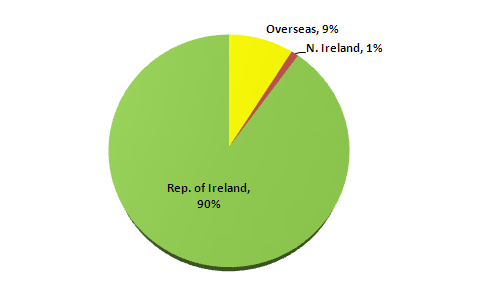 Overseas, 9%
N. Ireland, 1%
Rep. of Ireland,
90%